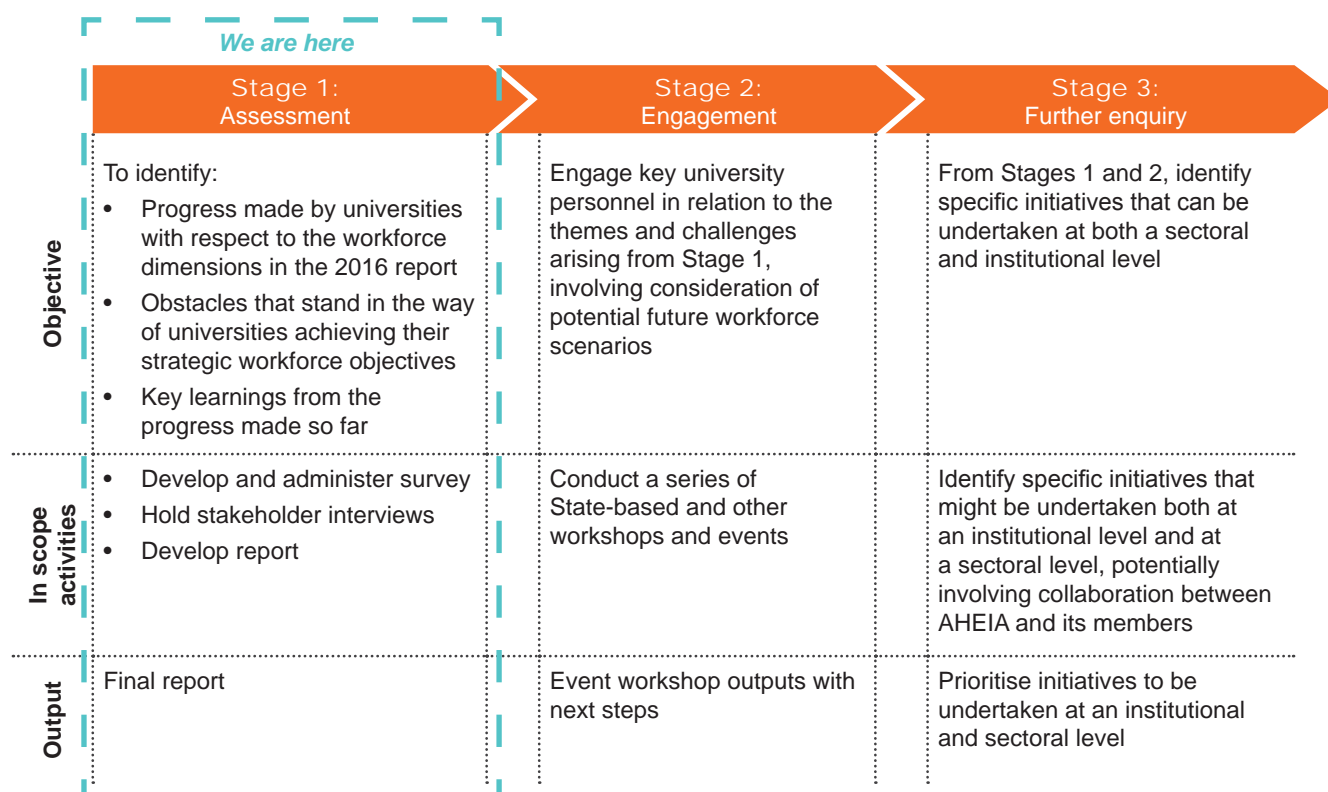 We are here
Stage 1:
Assessment
Stage 2:
Engagement
Stage 3:
Further enquiry
Objective
To identify:
• Progress made by universities
with respect to the workforce
dimensions in the 2016 report
• Obstacles that stand in the way
of universities achieving their
strategic workforce objectives
• Key learnings from the
progress made so far
Engage key university
personnel in relation to the
themes and challenges
arising from Stage 1,
involving consideration of
potential future workforce
scenarios
From Stages 1 and 2, identify
specific initiatives that can be
undertaken at both a sectoral
and institutional level
In scope
activities
• Develop and administer survey
• Hold stakeholder interviews
• Develop report
Conduct a series of
State-based and other
workshops and events
Identify specific initiatives that
might be undertaken both at
an institutional level and at
a sectoral level, potentially
involving collaboration between
AHEIA and its members
Output
Final report
Event workshop outputs with
next steps
Prioritise initiatives to be
undertaken at an institutional
and sectoral level